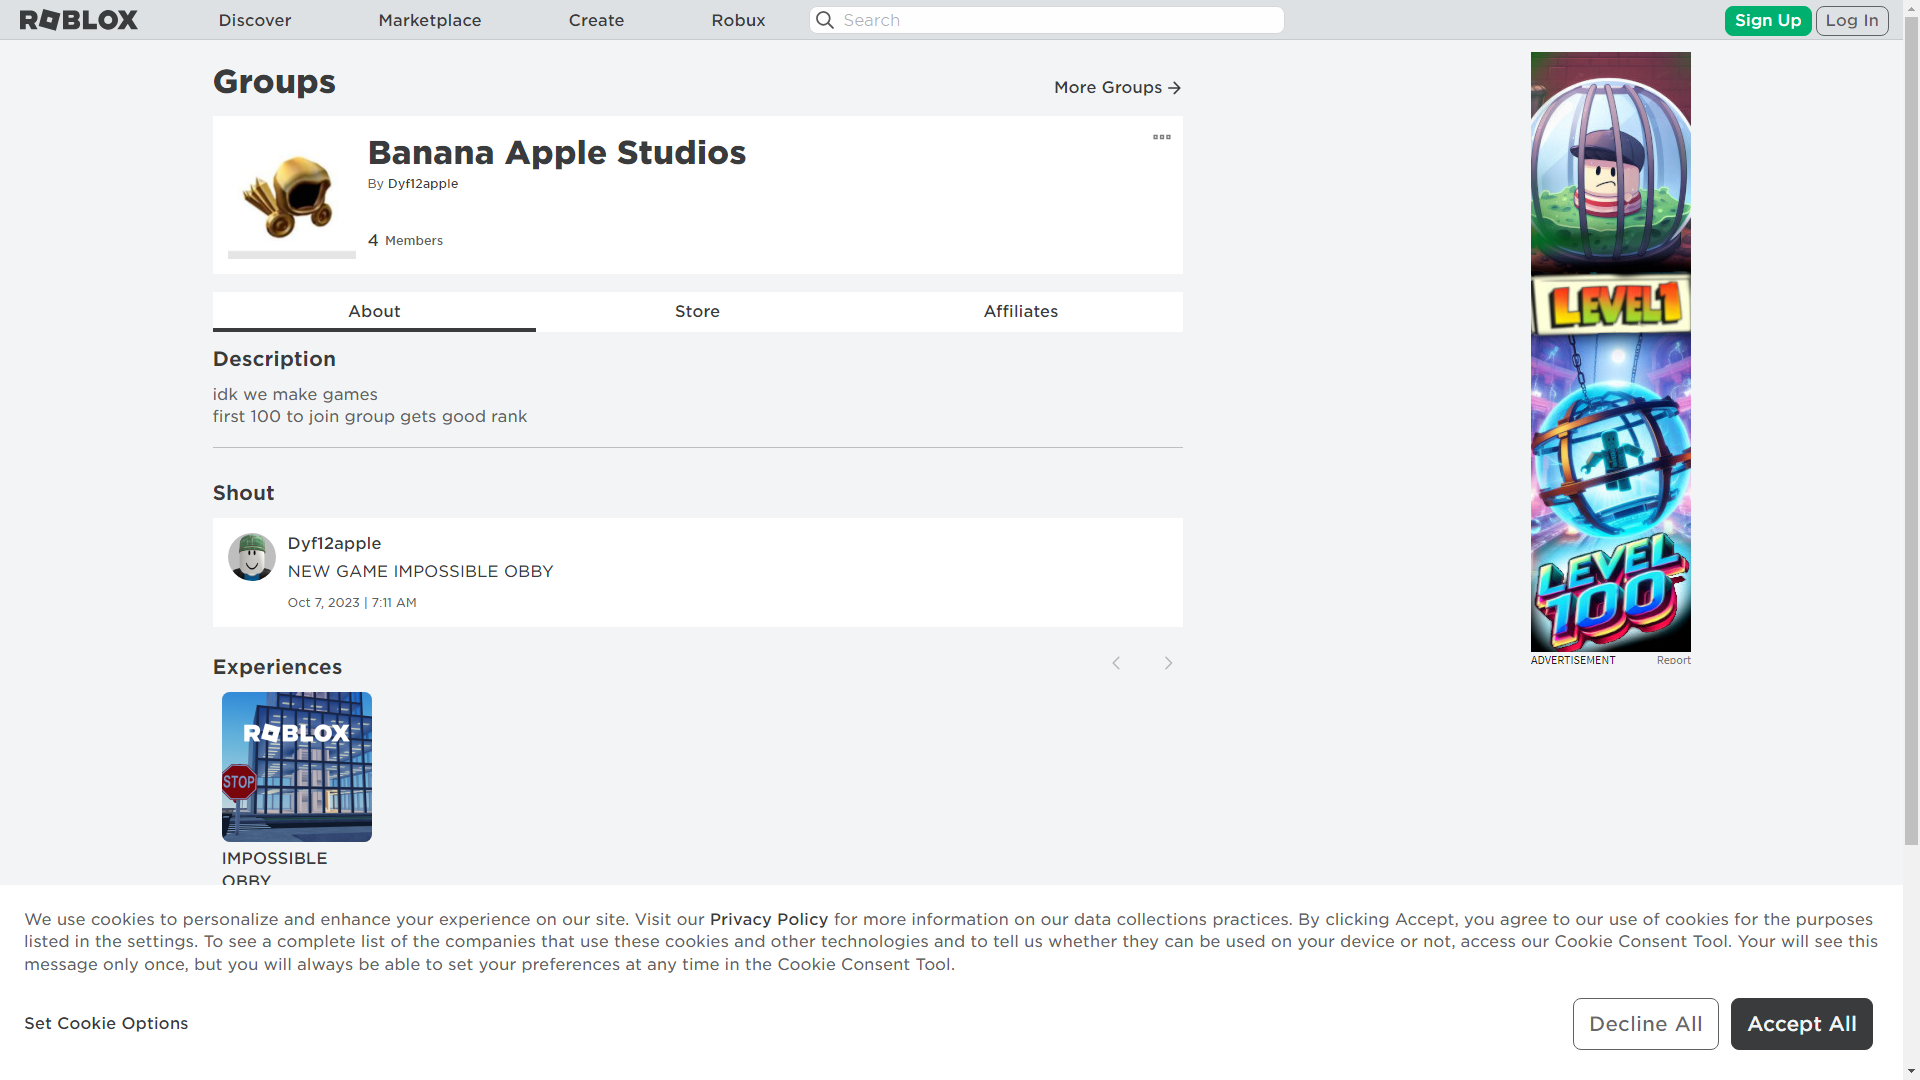 ROBLOX
Discover
Marketplace
Create
Robux
Search
Sign Up
Log In
Groups
More Groups
Banana Apple Studios
By Dyf12apple
4 Members
About
Store
Affiliates
Description
idk we make games
first 100 to join group gets good rank
Shout
Dyf12apple
NEW GAME IMPOSSIBLE OBBY
Oct 7, 2023 | 7:11 AM
Experiences
ROBLOX
STOP
IMPOSSIBLE
OBBY
LEVEL1
LEVEL
100
ADVERTISEMENT
Report
We use cookies to personalize and enhance your experience on our site. Visit our Privacy Policy for more information on our data collections practices. By clicking Accept, you agree to our use of cookies for the purposes
listed in the settings. To see a complete list of the companies that use these cookies and other technologies and to tell us whether they can be used on your device or not, access our Cookie Consent Tool. Your will see this
message only once, but you will always be able to set your preferences at any time in the Cookie Consent Tool.
Set Cookie Options
Decline All
Accept All